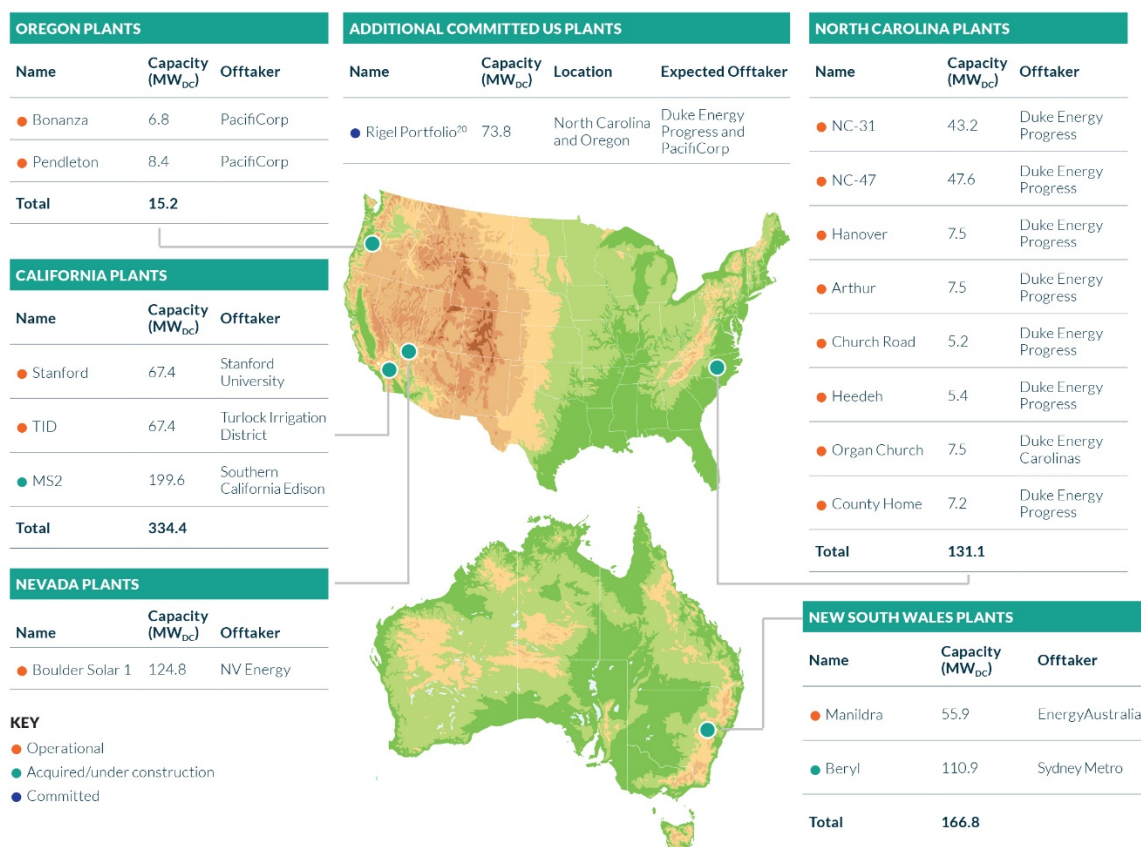 OREGON PLANTS
Name Capacity (MWDC) Offtaker
Bonanza 6.8 PacifiCorp
Pendleton 8.4 PacifiCorp
Total 15.2
CALIFORNIA PLANTS
Name Capacity (MWDC) Offtaker
Stanford 67.4 Stanford University
TID 67.4 Turlock Irrigation District
MS2 199.6 Southern California Edison
Total 334.4
NEVADA PLANTS
Name Capacity (MWDC) Offtaker
Boulder Solar 1 124.8 NV Energy
KEY
Operational
Acquired/under construction
Committed
ADDITIONAL COMMITTED US PLANTS
Name Capacity (MWDC) Location Expected Offtaker
Rigel Portfolio20 73.8 North Carolina and Oregon Duke Energy Progress and PacifiCorp
NORTH CAROLINA PLANTS
Name Capacity (MWDC) Offtaker
NC-31 43.2 Duke Energy Progress
NC-47 47.6 Duke Energy Progress
Hanover 7.5 Duke Energy Progress
Arthur 7.5 Duke Energy Progress
Church Road 5.2 Duke Energy Progress
Heedeh 5.4 Duke Energy Progress
Organ Church 7.5 Duke Energy Carolinas
County Home 7.2 Duke Energy Progress
Total 131.1
NEW SOUTH WALES PLANTS
Name Capacity (MWDC) Offtaker
Manildra 55.9 EnergyAustralia
Beryl 110.9 Sydney Metro
Total 166.8